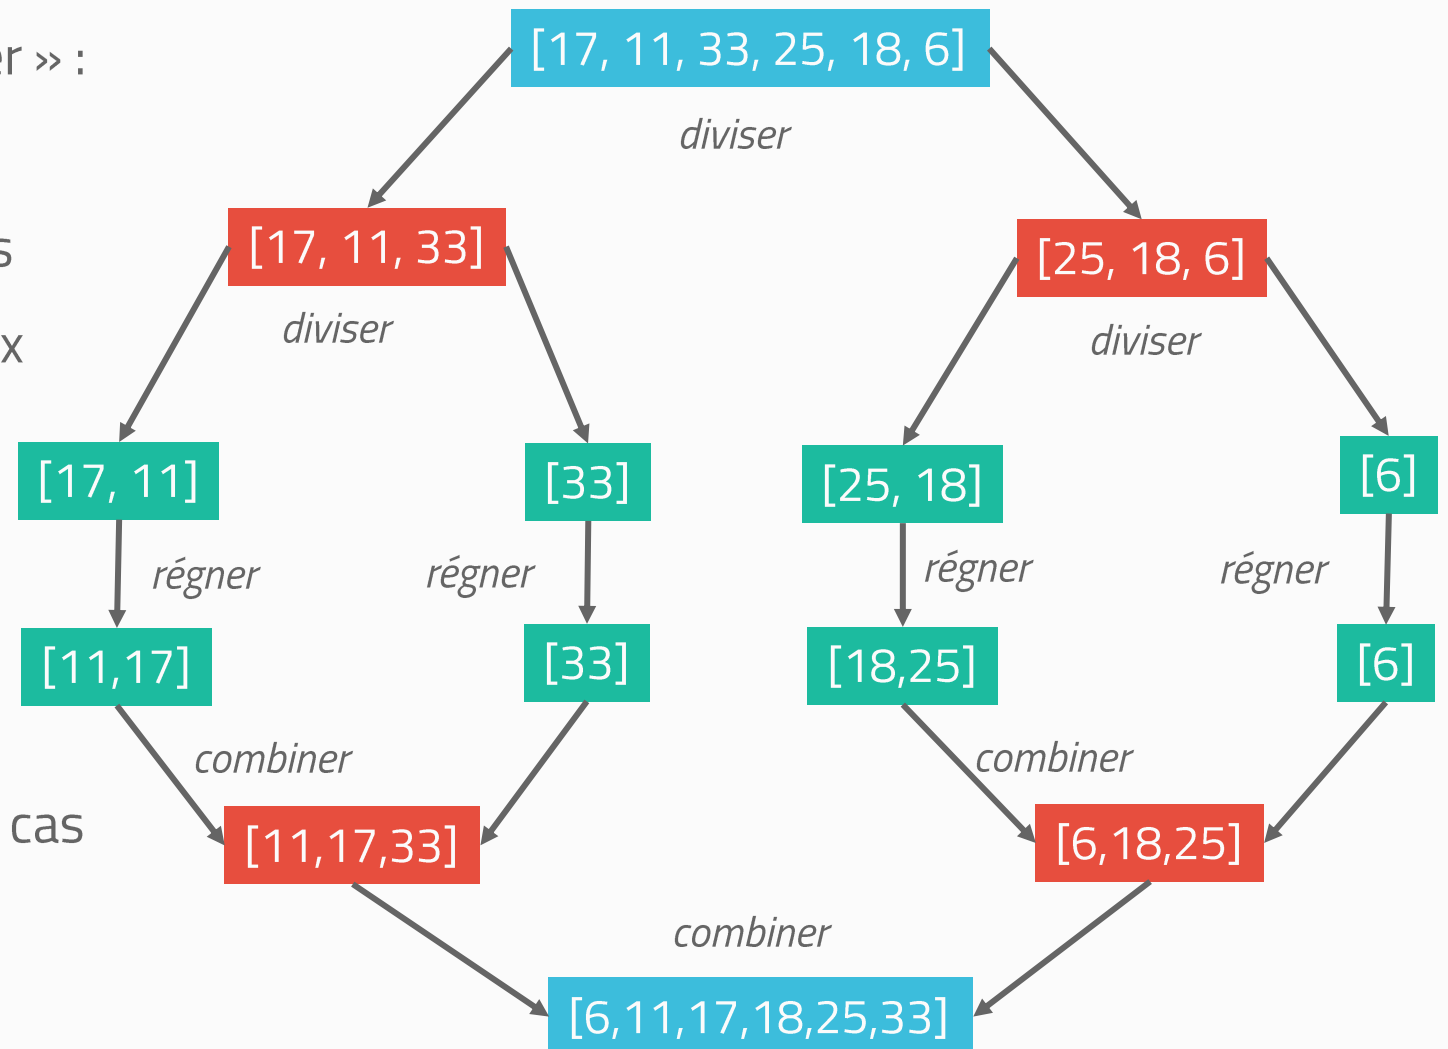 er » :
[17, 11, 33, 25, 18, 6]
diviser
s
[17, 11, 33]
[25, 18, 6]
x
diviser
diviser
[17, 11]
[33]
[25, 18]
[6]
régner
régner
régner
régner
[11,17]
[33]
[18,25]
[6]
combiner
combiner
cas
[11,17,33]
[6,18,25]
combiner
[6,11,17,18,25,33]